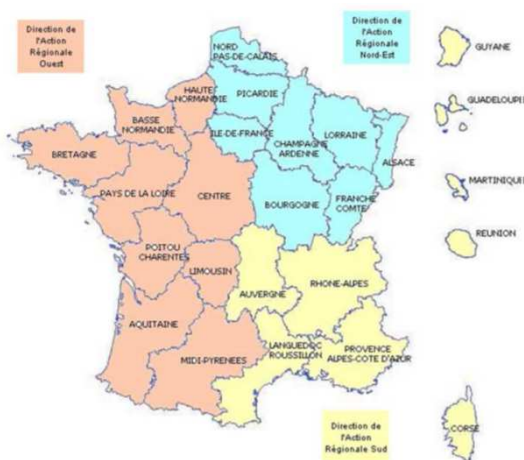 Direction de
l'Action
Régionale
Ouest
Direction de
l'Action
Régionale
Nord-Est
NORD
PAS-DE-CALAIS
HAUTE
NORMANDIE
PICARDIE
BASSE
NORMANDIE
ILE-DE-FRANCE
CHAMPAGNE
ARDENNE
LORRAINE
ALSACE
BRETAGNE
PAYS DE LA LOIRE
CENTRE
BOURGOGNE
FRANCHE
COMTE
POITOU
CHARENTES
LIMOUSIN
AUVERGNE
RHONE-ALPES
AQUITAINE
MIDI-PYRENEES
LANGUEDOC
ROUSSILLON
PROVENCE
ALPES-COTE D'AZUR
GUYANE
GUADELOUPE
MARTINIQUE
REUNION
CORSE
Direction de
l'Action
Régionale Sud